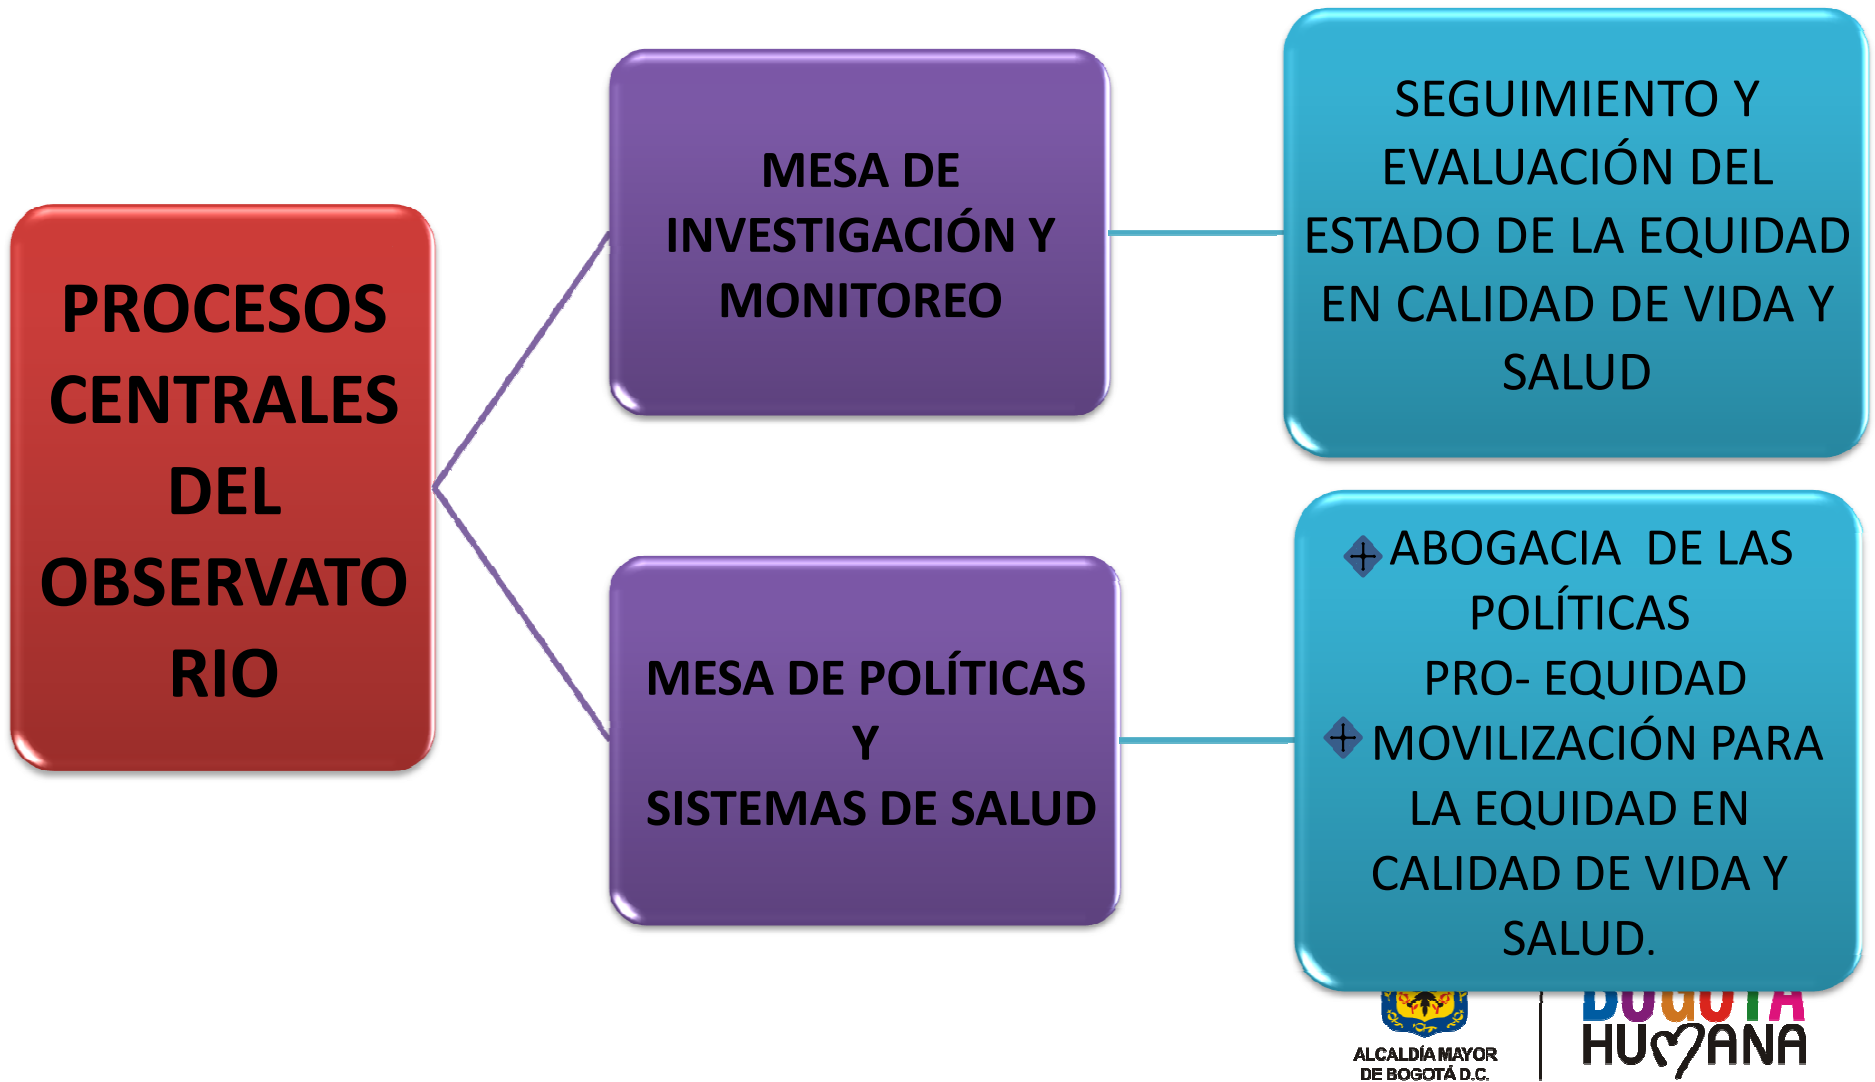 PROCESOS
CENTRALES
DEL
OBSERVATO
RIO
MESA DE
INVESTIGACIÓN Y
MONITOREO
SEGUIMIENTO Y
EVALUACIÓN DEL
ESTADO DE LA EQUIDAD
EN CALIDAD DE VIDA Y
SALUD
MESA DE POLÍTICAS
Y
SISTEMAS DE SALUD
ABOGACIA DE LAS
POLÍTICAS
PRO- EQUIDAD
MOVILIZACIÓN PARA
LA EQUIDAD EN
CALIDAD DE VIDA Y
SALUD.
ALCALDÍA MAYOR
DE BOGOTÁ D.C.
BOGOTÁ
HUMANA